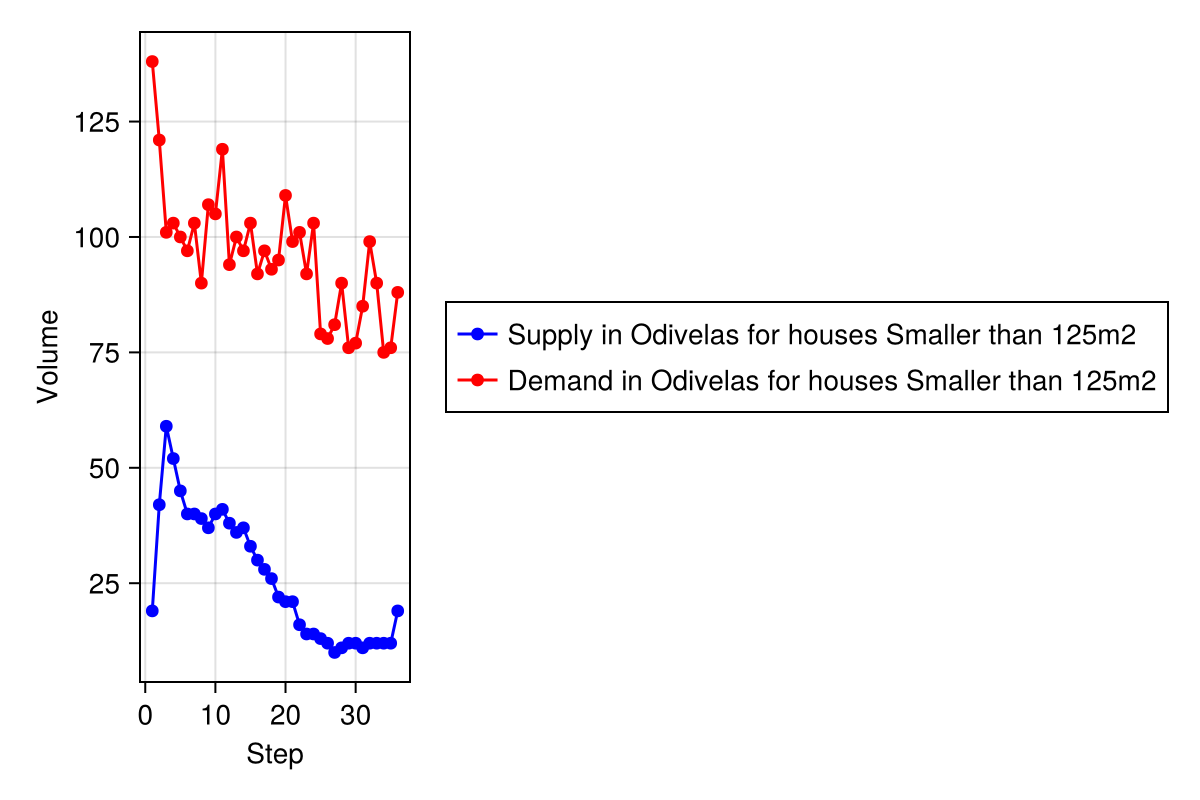 125
100
75
50
25
Volume
0 10 20 30
Step
Supply in Odivelas for houses Smaller than 125m2
Demand in Odivelas for houses Smaller than 125m2